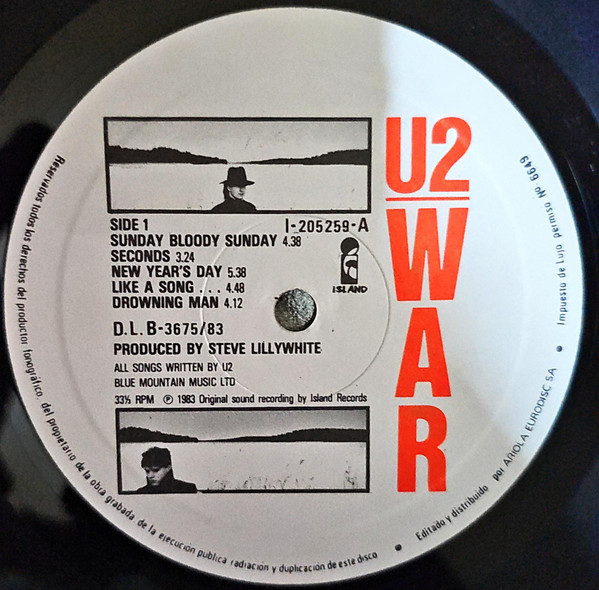 U2
WAR
SIDE 1
I-205259-A
SUNDAY BLOODY SUNDAY 4.38
SECONDS 3.24
NEW YEAR'S DAY 5.38
LIKE A SONG . . . 4.48
DROWNING MAN 4.12
ISLAND
D.L. B-3675/83
PRODUCED BY STEVE LILLYWHITE
ALL SONGS WRITTEN BY U2
BLUE MOUNTAIN MUSIC LTD
33⅓ RPM ℗ 1983 Original sound recording by Island Records
Reservados todos los derechos del productor fonográfico, del propietario de la obra grabada de la ejecucion publica radiación y duplicación de este disco • Editado y distribuido por ARIOLA EURODISC SA • Impuesto de Lujo permiso Nº 6649